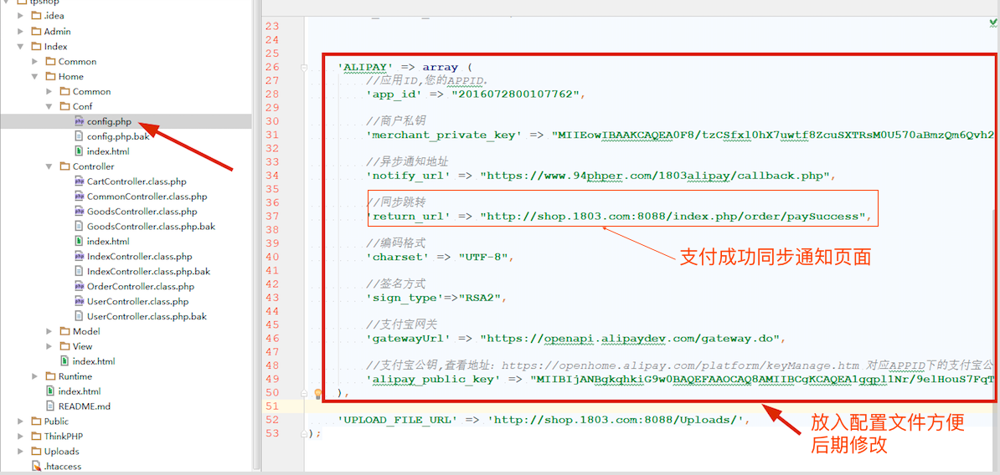 tpshop
.idea
Admin
Index
Common
Home
Common
Conf
config.php
config.php.bak
index.html
Controller
CartController.class.php
CommonController.class.php
GoodsController.class.php
GoodsController.class.php.bak
index.html
IndexController.class.php
IndexController.class.php.bak
OrderController.class.php
UserController.class.php
UserController.class.php.bak
Model
View
index.html
Runtime
index.html
README.md
Public
ThinkPHP
Uploads
.htaccess
23
24
25
26 'ALIPAY' => array (
27 //应用ID,您的APPID.
28 'app_id' => "2016072800107762",
29
30 //商户私钥
31 'merchant_private_key' => "MIIEowIBAAKCAQEA0F8/tzCSfxl0hX7uwtf8ZcuSXTRsM0U570aBmzQm6Qvh2
32
33 //异步通知地址
34 'notify_url' => "https://www.94phper.com/1803alipay/callback.php",
35
36 //同步跳转
37 'return_url' => "http://shop.1803.com:8088/index.php/order/paySuccess",
38
39 //编码格式
40 'charset' => "UTF-8",
41
42 //签名方式
43 'sign_type'=>"RSA2",
44
45 //支付宝网关
46 'gatewayUrl' => "https://openapi.alipaydev.com/gateway.do",
47
48 //支付宝公钥,查看地址: https://openhome.alipay.com/platform/keyManage.htm 对应APPID下的支付宝公
49 'alipay_public_key' => "MIIBIjANBgkqhkiG9w0BAQEFAAOCAQ8AMIIBCgKCAQEA1gqpl1Nr/9elHouS7FqT
50 ),
51
52 'UPLOAD_FILE_URL' => 'http://shop.1803.com:8088/Uploads/',
53 );
支付成功同步通知页面
放入配置文件方便
后期修改